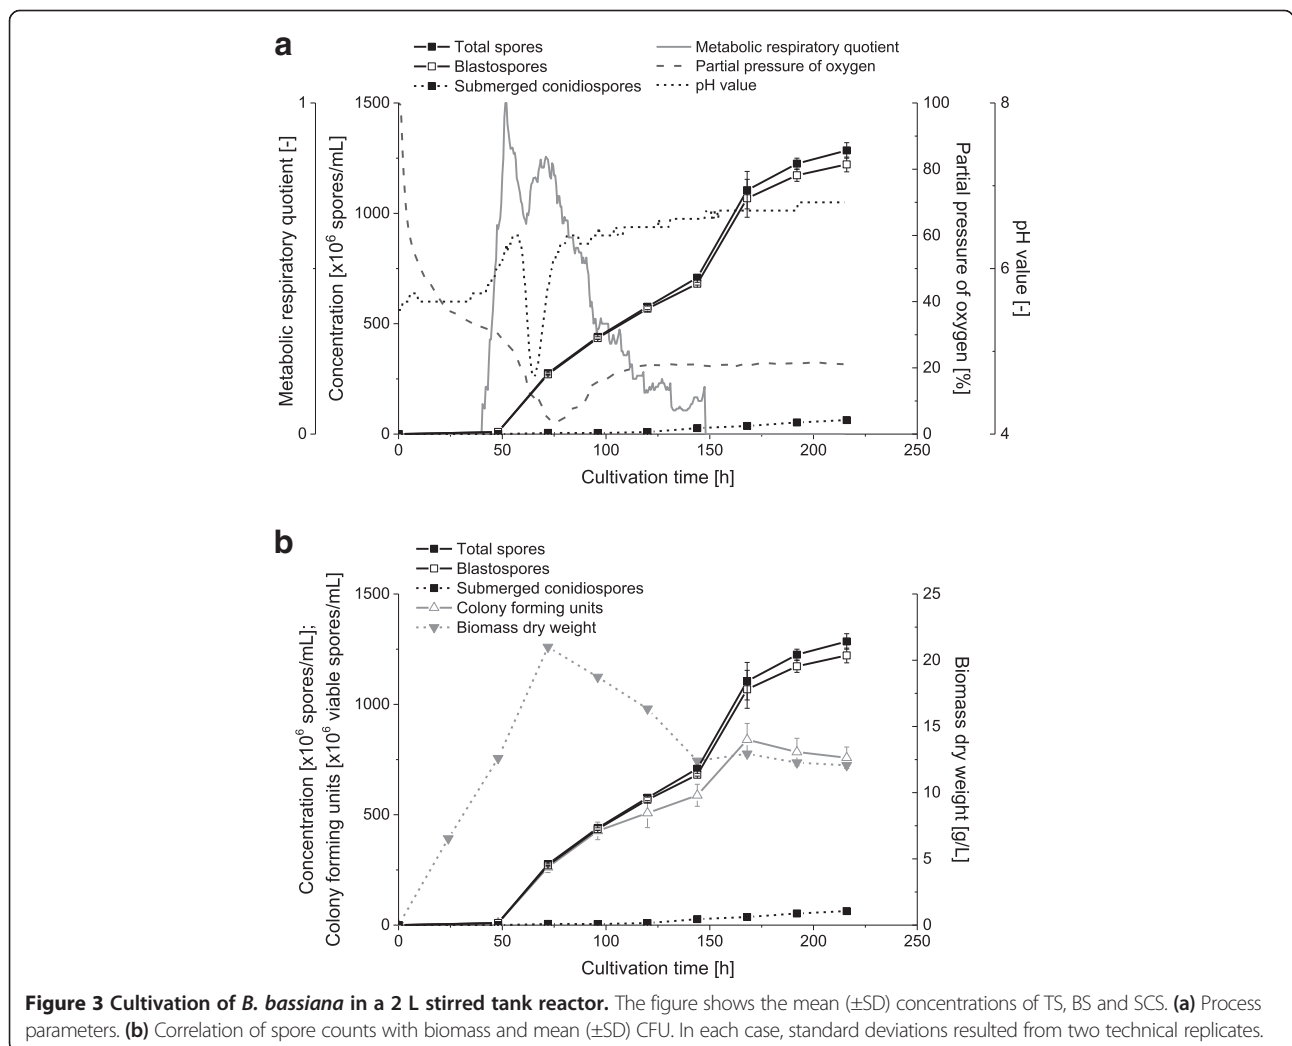 a
Total spores
Blastospores
Submerged conidiospores
Metabolic respiratory quotient
Partial pressure of oxygen
pH value
Metabolic respiratory quotient [-]
1
0
Concentration [x10⁶ spores/mL]
1500
1000
500
0
100
80
60
40
20
0
Partial pressure of oxygen [%]
8
6
4
pH value [-]
0 50 100 150 200 250
Cultivation time [h]
b
Total spores
Blastospores
Submerged conidiospores
Colony forming units
Biomass dry weight
Concentration [x10⁶ spores/mL];
Colony forming units [x10⁶ viable spores/mL]
1500
1000
500
0
25
20
15
10
5
0
Biomass dry weight [g/L]
0 50 100 150 200 250
Cultivation time [h]
Figure 3 Cultivation of B. bassiana in a 2 L stirred tank reactor. The figure shows the mean (±SD) concentrations of TS, BS and SCS. (a) Process
parameters. (b) Correlation of spore counts with biomass and mean (±SD) CFU. In each case, standard deviations resulted from two technical replicates.